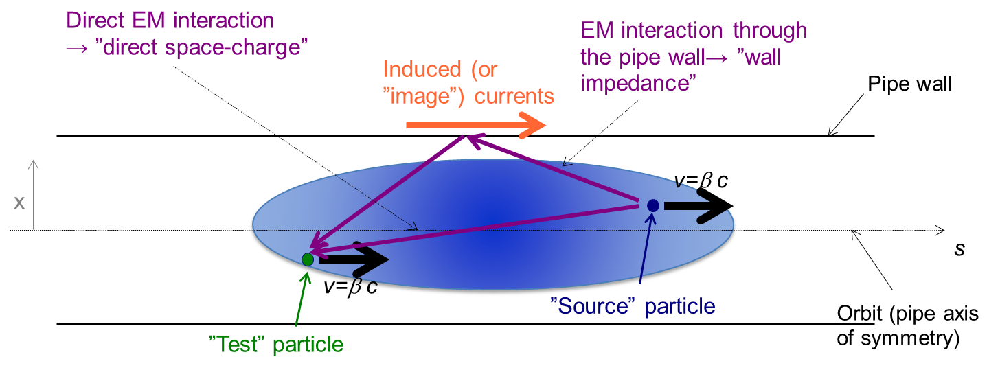 Direct EM interaction
→ ”direct space-charge”
EM interaction through
the pipe wall→ ”wall
impedance”
Induced (or
”image”) currents
Pipe wall
x
v=β c
s
v=β c
”Source” particle
Orbit (pipe axis
of symmetry)
”Test” particle